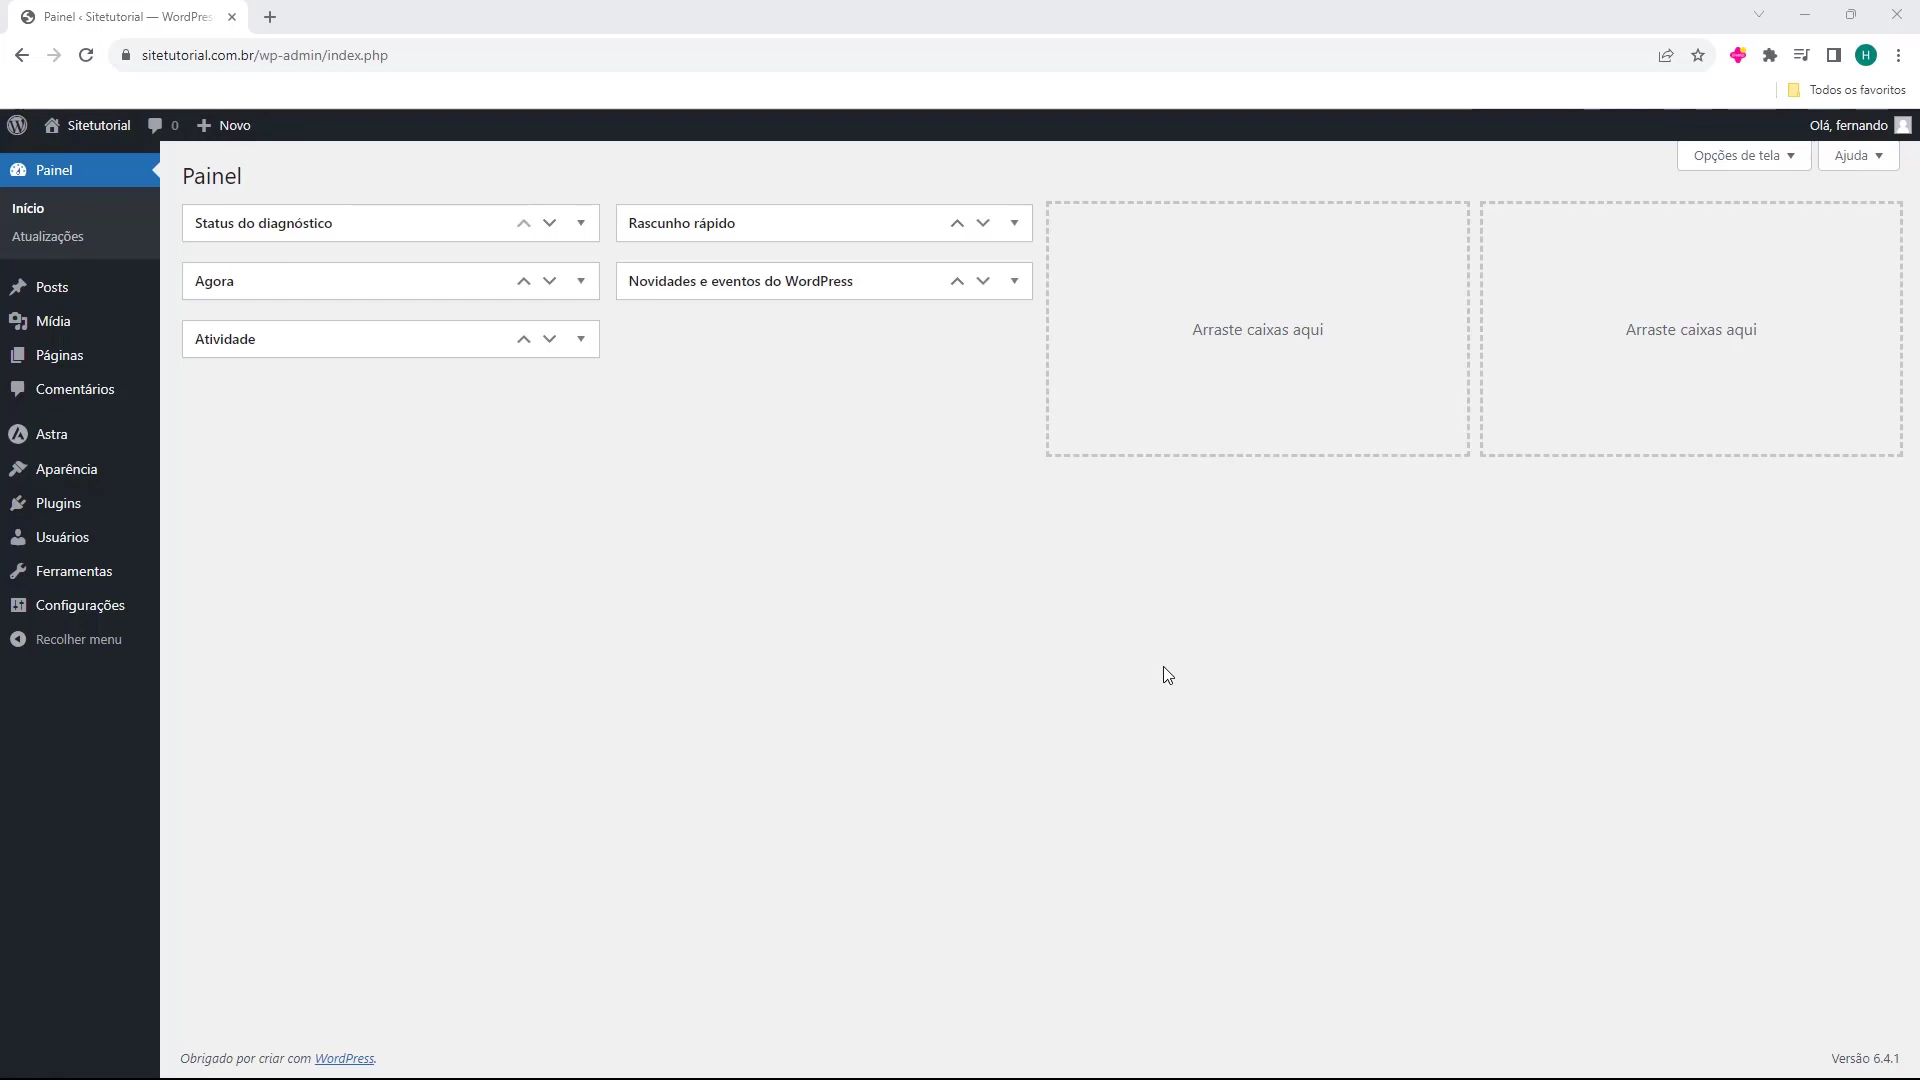 Painel ‹ Sitetutorial — WordPres
sitetutorial.com.br/wp-admin/index.php
H
Todos os favoritos
Sitetutorial
0
Novo
Olá, fernando
Painel
Início
Atualizações
Posts
Mídia
Páginas
Comentários
Astra
Aparência
Plugins
Usuários
Ferramentas
Configurações
Recolher menu
Opções de tela
Ajuda
Painel
Status do diagnóstico
Rascunho rápido
Agora
Novidades e eventos do WordPress
Atividade
Arraste caixas aqui
Arraste caixas aqui
Obrigado por criar com WordPress.
Versão 6.4.1